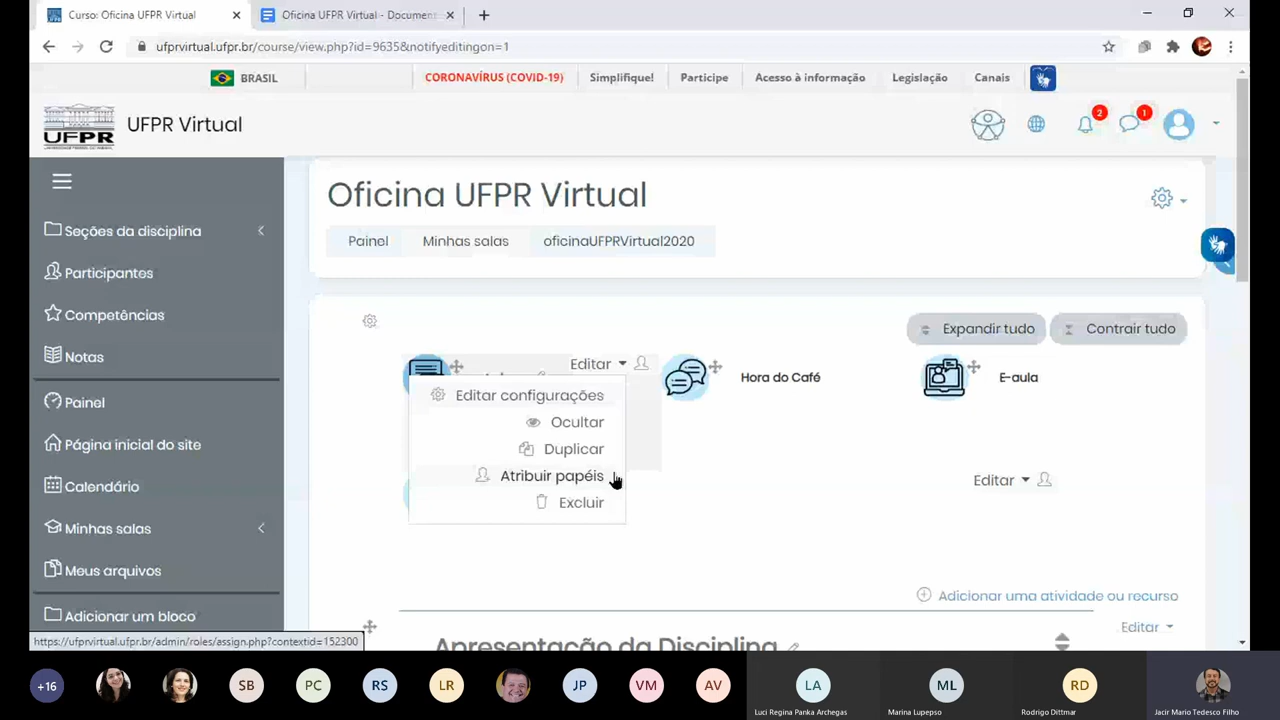 Curso: Oficina UFPR Virtual
Oficina UFPR Virtual - Document
ufprvirtual.ufpr.br/course/view.php?id=9635&notifyeditingon=1
BRASIL
CORONAVÍRUS (COVID-19)
Simplifique!
Participe
Acesso à informação
Legislação
Canais
UFPR
UFPR Virtual
2
1
Oficina UFPR Virtual
Painel
Minhas salas
oficinaUFPRVirtual2020
Seções da disciplina
Participantes
Competências
Notas
Painel
Página inicial do site
Calendário
Minhas salas
Meus arquivos
Adicionar um bloco
Expandir tudo
Contrair tudo
Editar
Hora do Café
E-aula
Editar configurações
Ocultar
Duplicar
Atribuir papéis
Excluir
Editar
Adicionar uma atividade ou recurso
Editar
Apresentação da Disciplina
https://ufprvirtual.ufpr.br/admin/roles/assign.php?contextid=152300
+16
SB
PC
RS
LR
JP
VM
AV
LA
ML
RD
Luci Regina Panka Archegas
Marina Lupepso
Rodrigo Dittmar
Jacir Mario Tedesco Filho